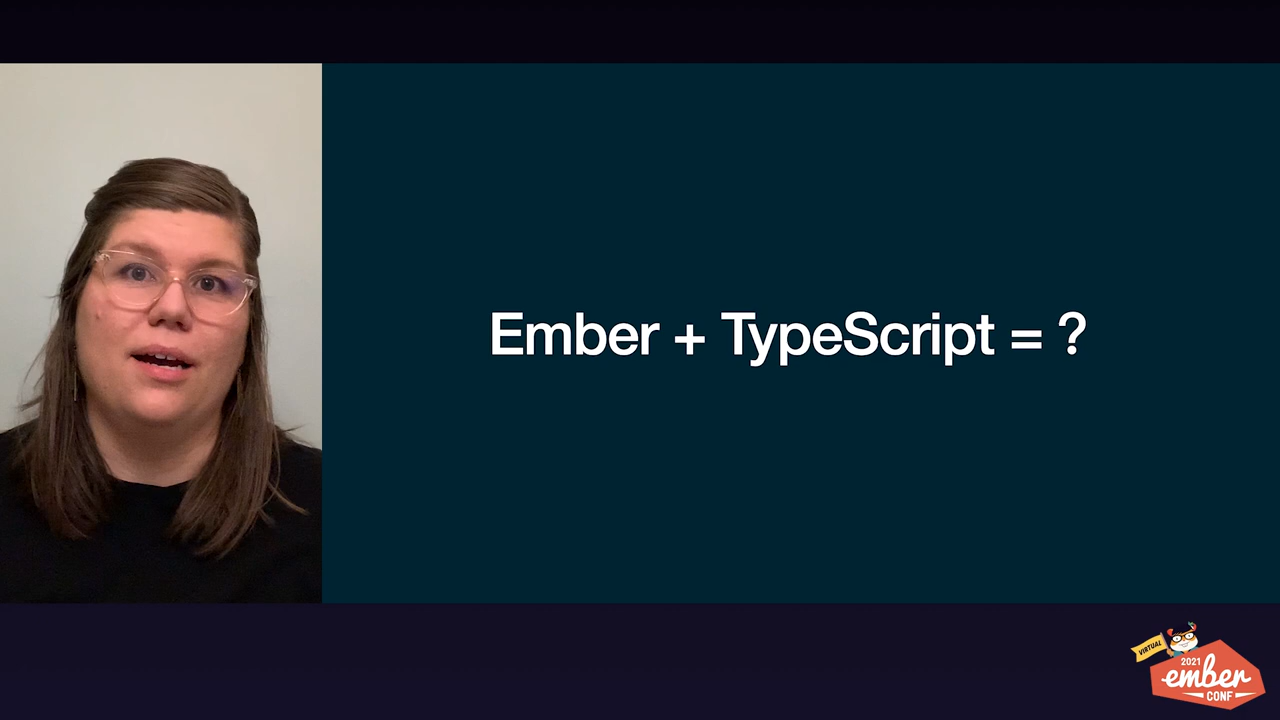 Ember + TypeScript = ?
VIRTUAL
2021
ember
CONF